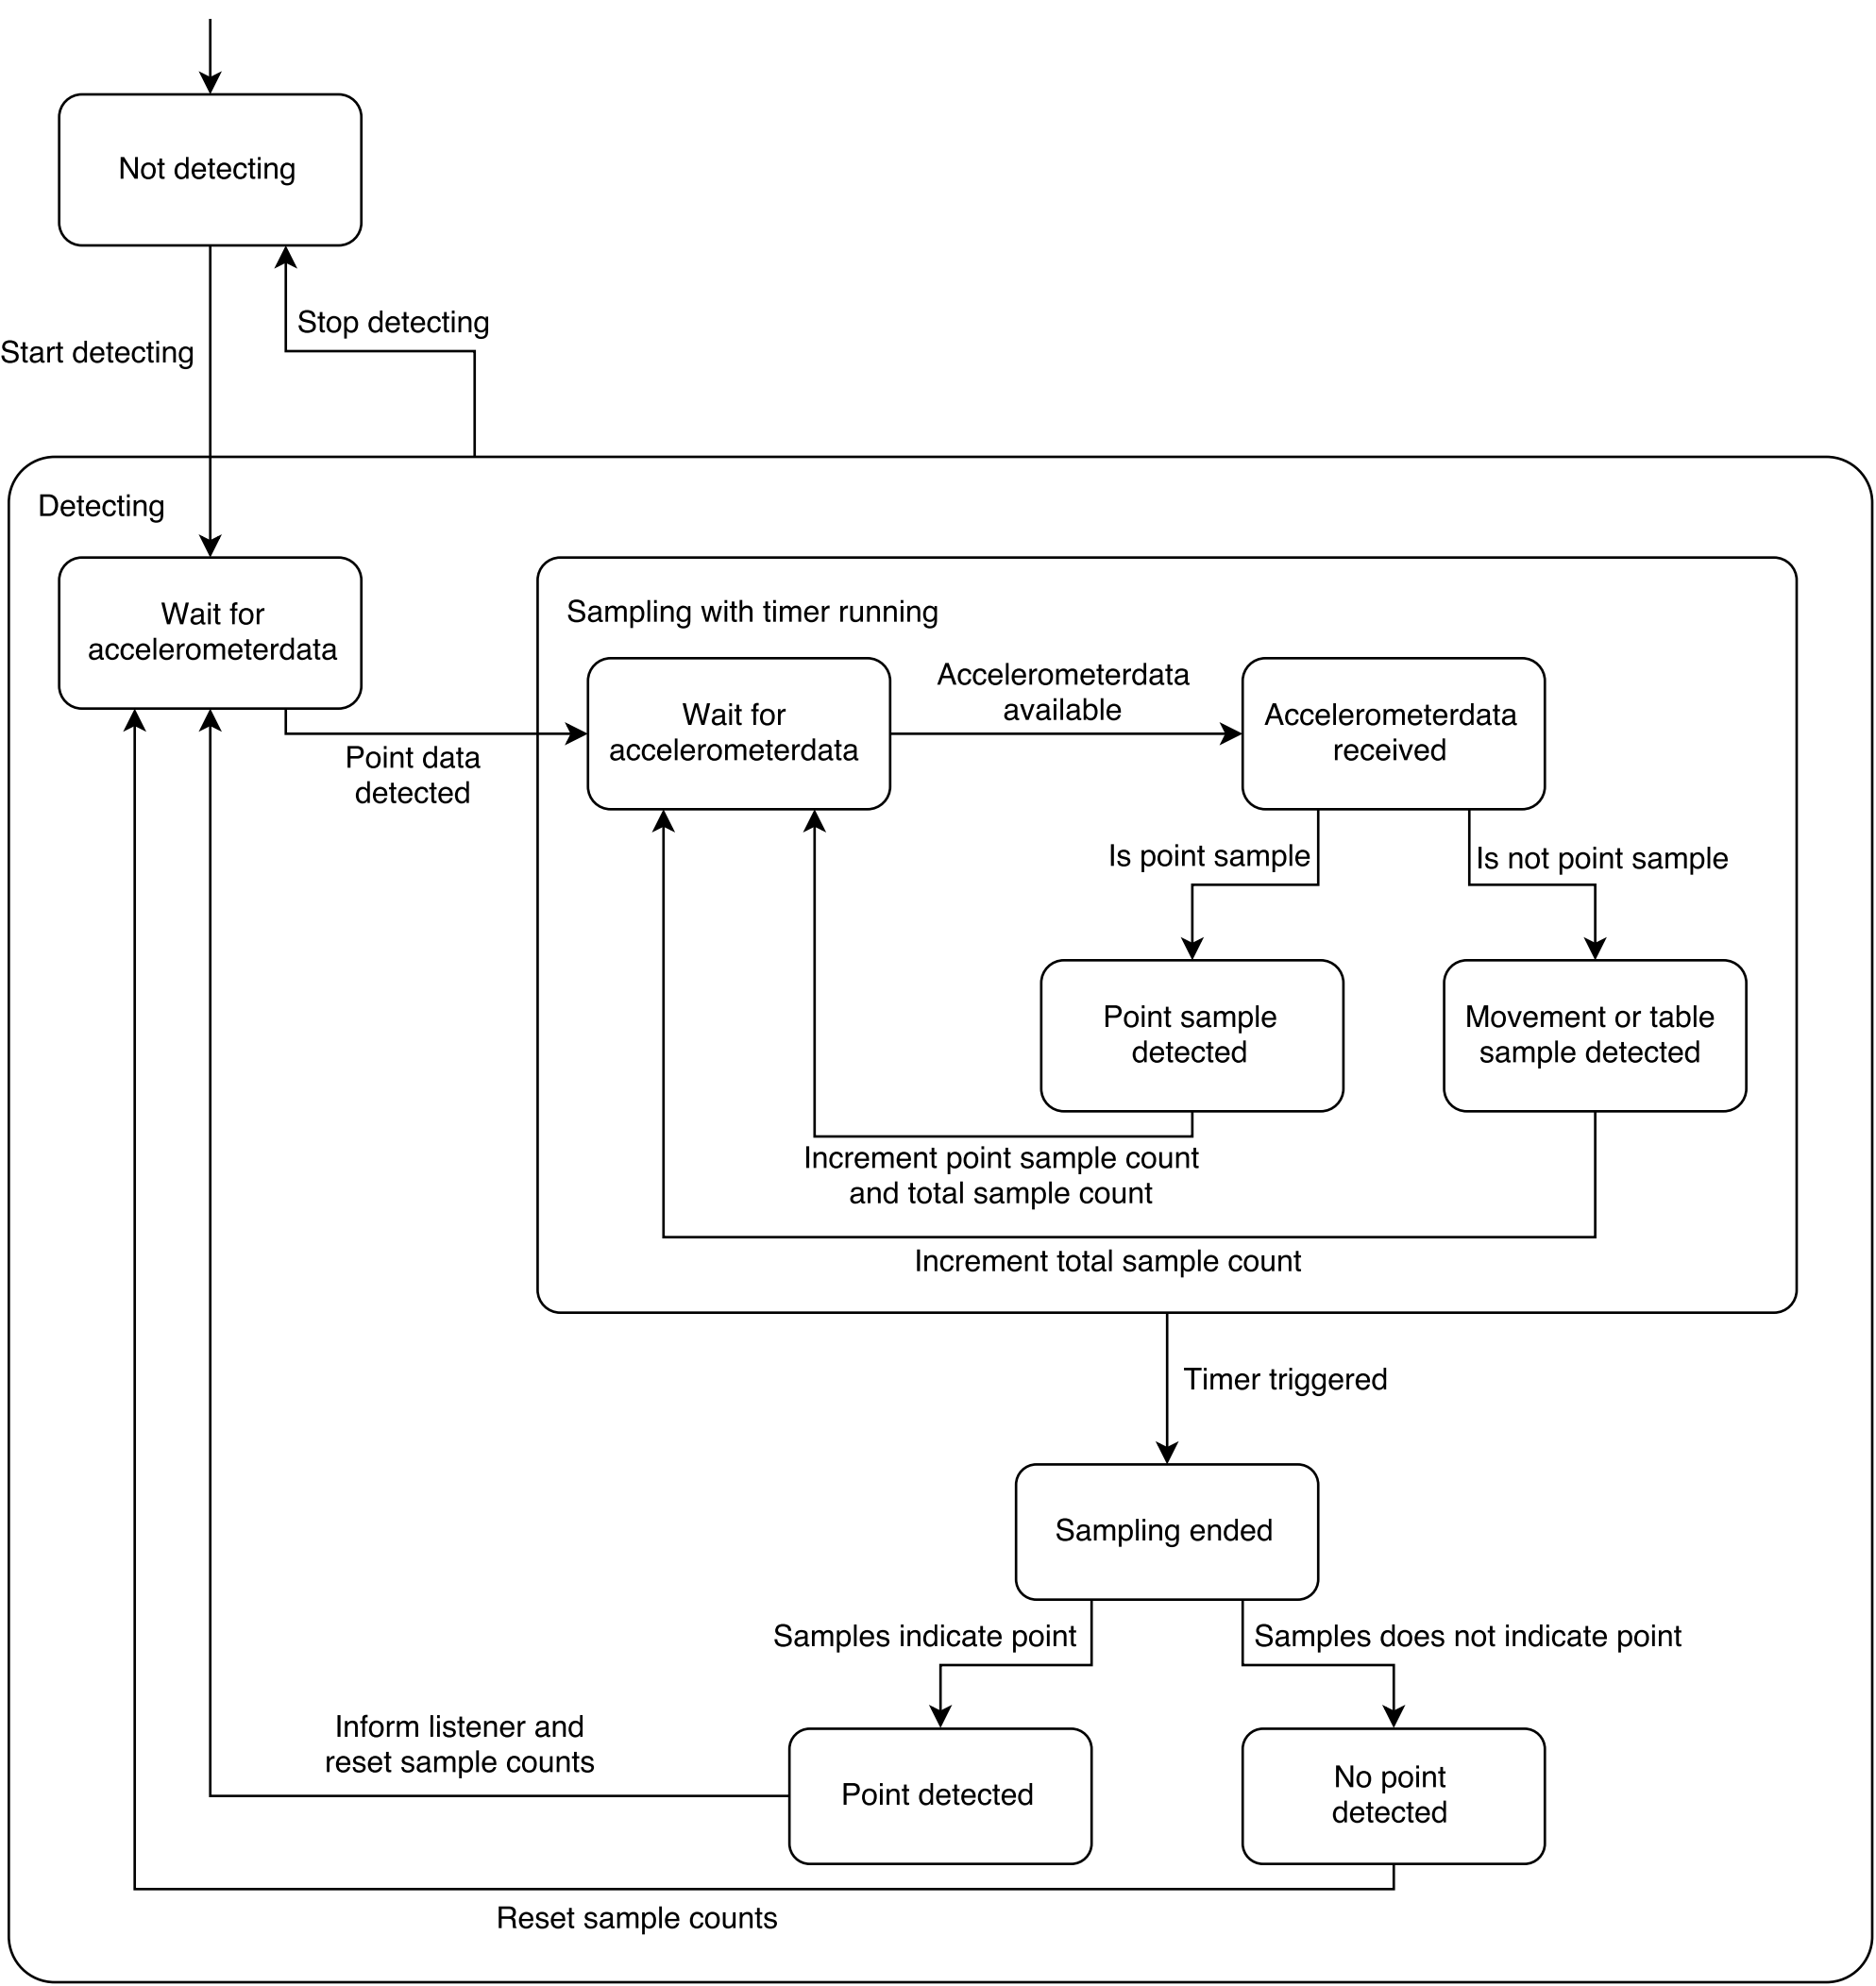 Not detecting
Stop detecting
Start detecting
Detecting
Wait for
accelerometerdata
Sampling with timer running
Point data
detected
Wait for
accelerometerdata
Accelerometerdata
available
Accelerometerdata
received
Is point sample
Is not point sample
Point sample
detected
Movement or table
sample detected
Increment point sample count
and total sample count
Increment total sample count
Timer triggered
Sampling ended
Samples indicate point
Samples does not indicate point
Inform listener and
reset sample counts
Point detected
No point
detected
Reset sample counts